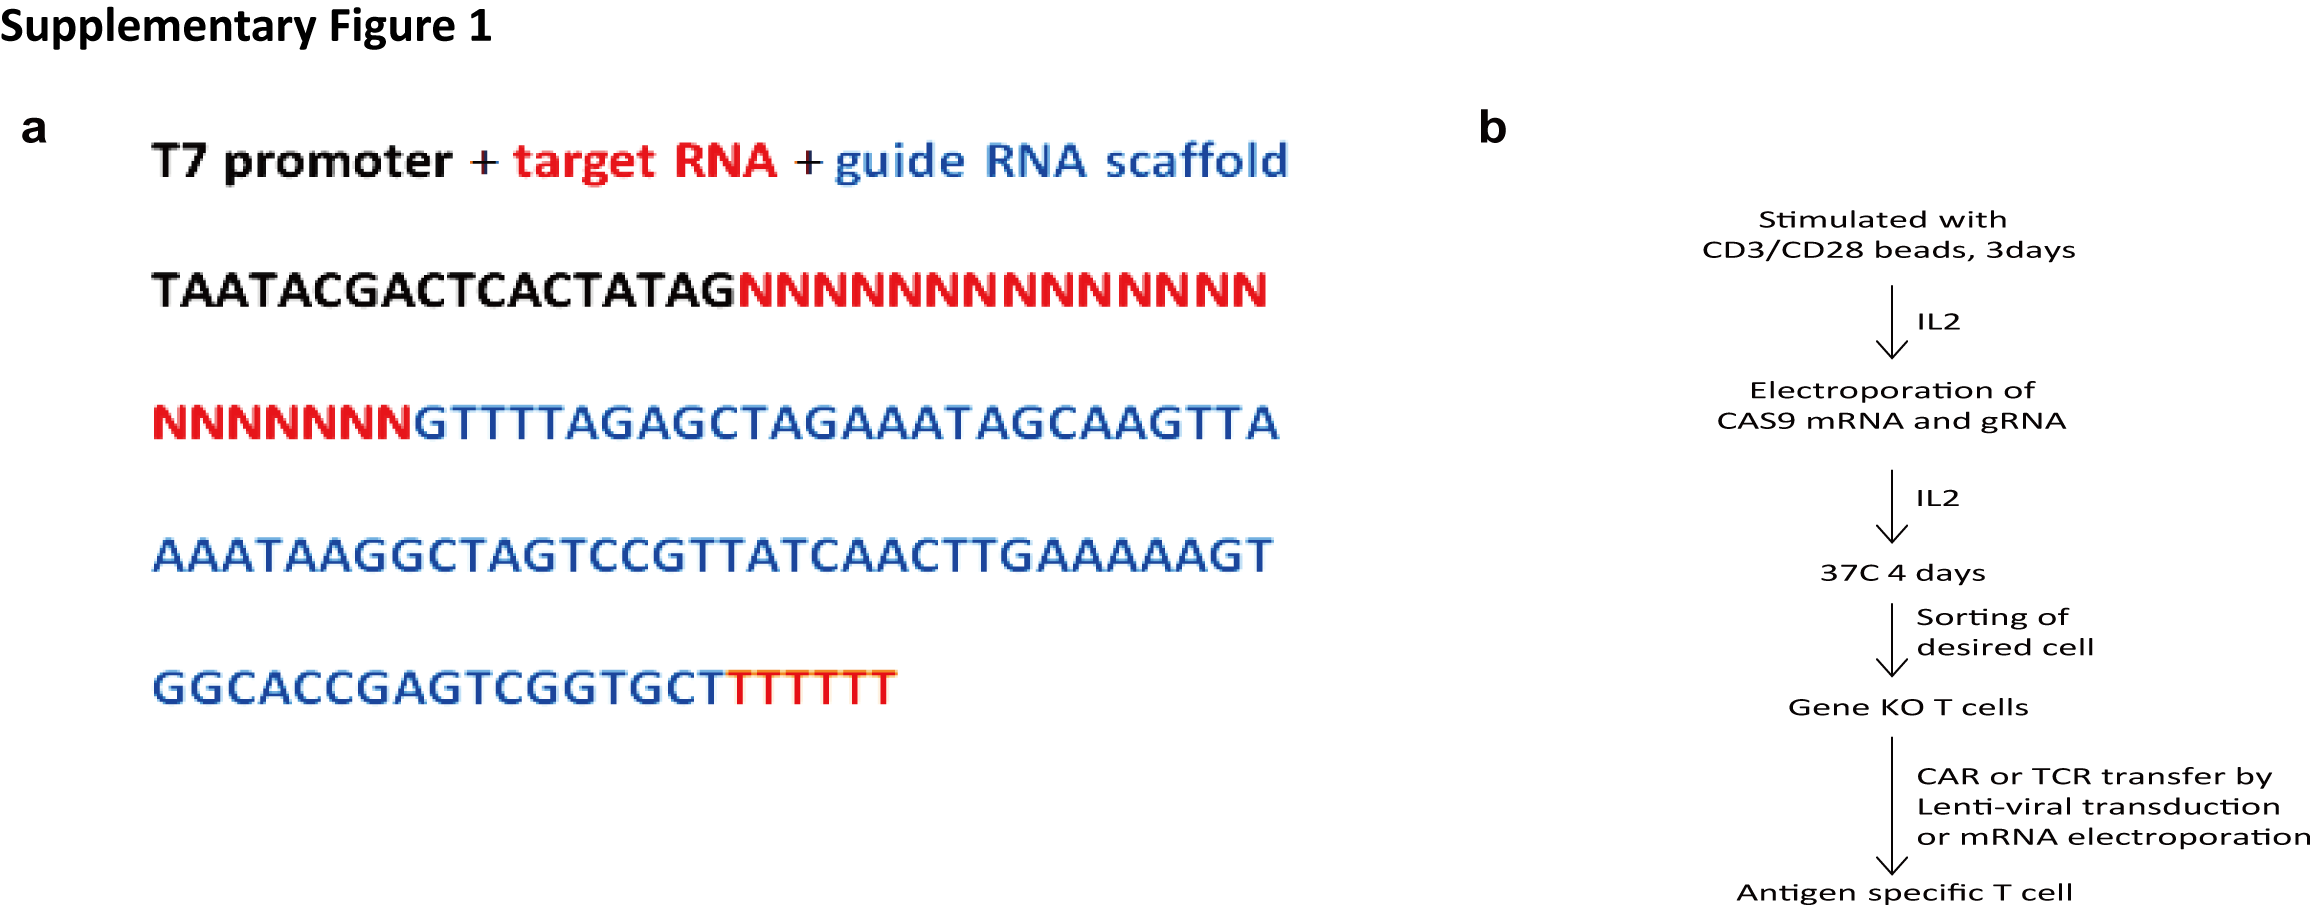 Supplementary Figure 1
a
T7 promoter + target RNA + guide RNA scaffold
TAATACGACTCACTATAGNNNNNNNNNNNNNN
NNNNNNNGTTTTAGAGCTAGAAATAGCAAGTTA
AAATAAGGCTAGTCCGTTATCAACTTGAAAAAGT
GGCACCGAGTCGGTGCTTTTTTT
b
Stimulated with
CD3/CD28 beads, 3days
IL2
Electroporation of
CAS9 mRNA and gRNA
IL2
37C 4 days
Sorting of
desired cell
Gene KO T cells
CAR or TCR transfer by
Lenti-viral transduction
or mRNA electroporation
Antigen specific T cell